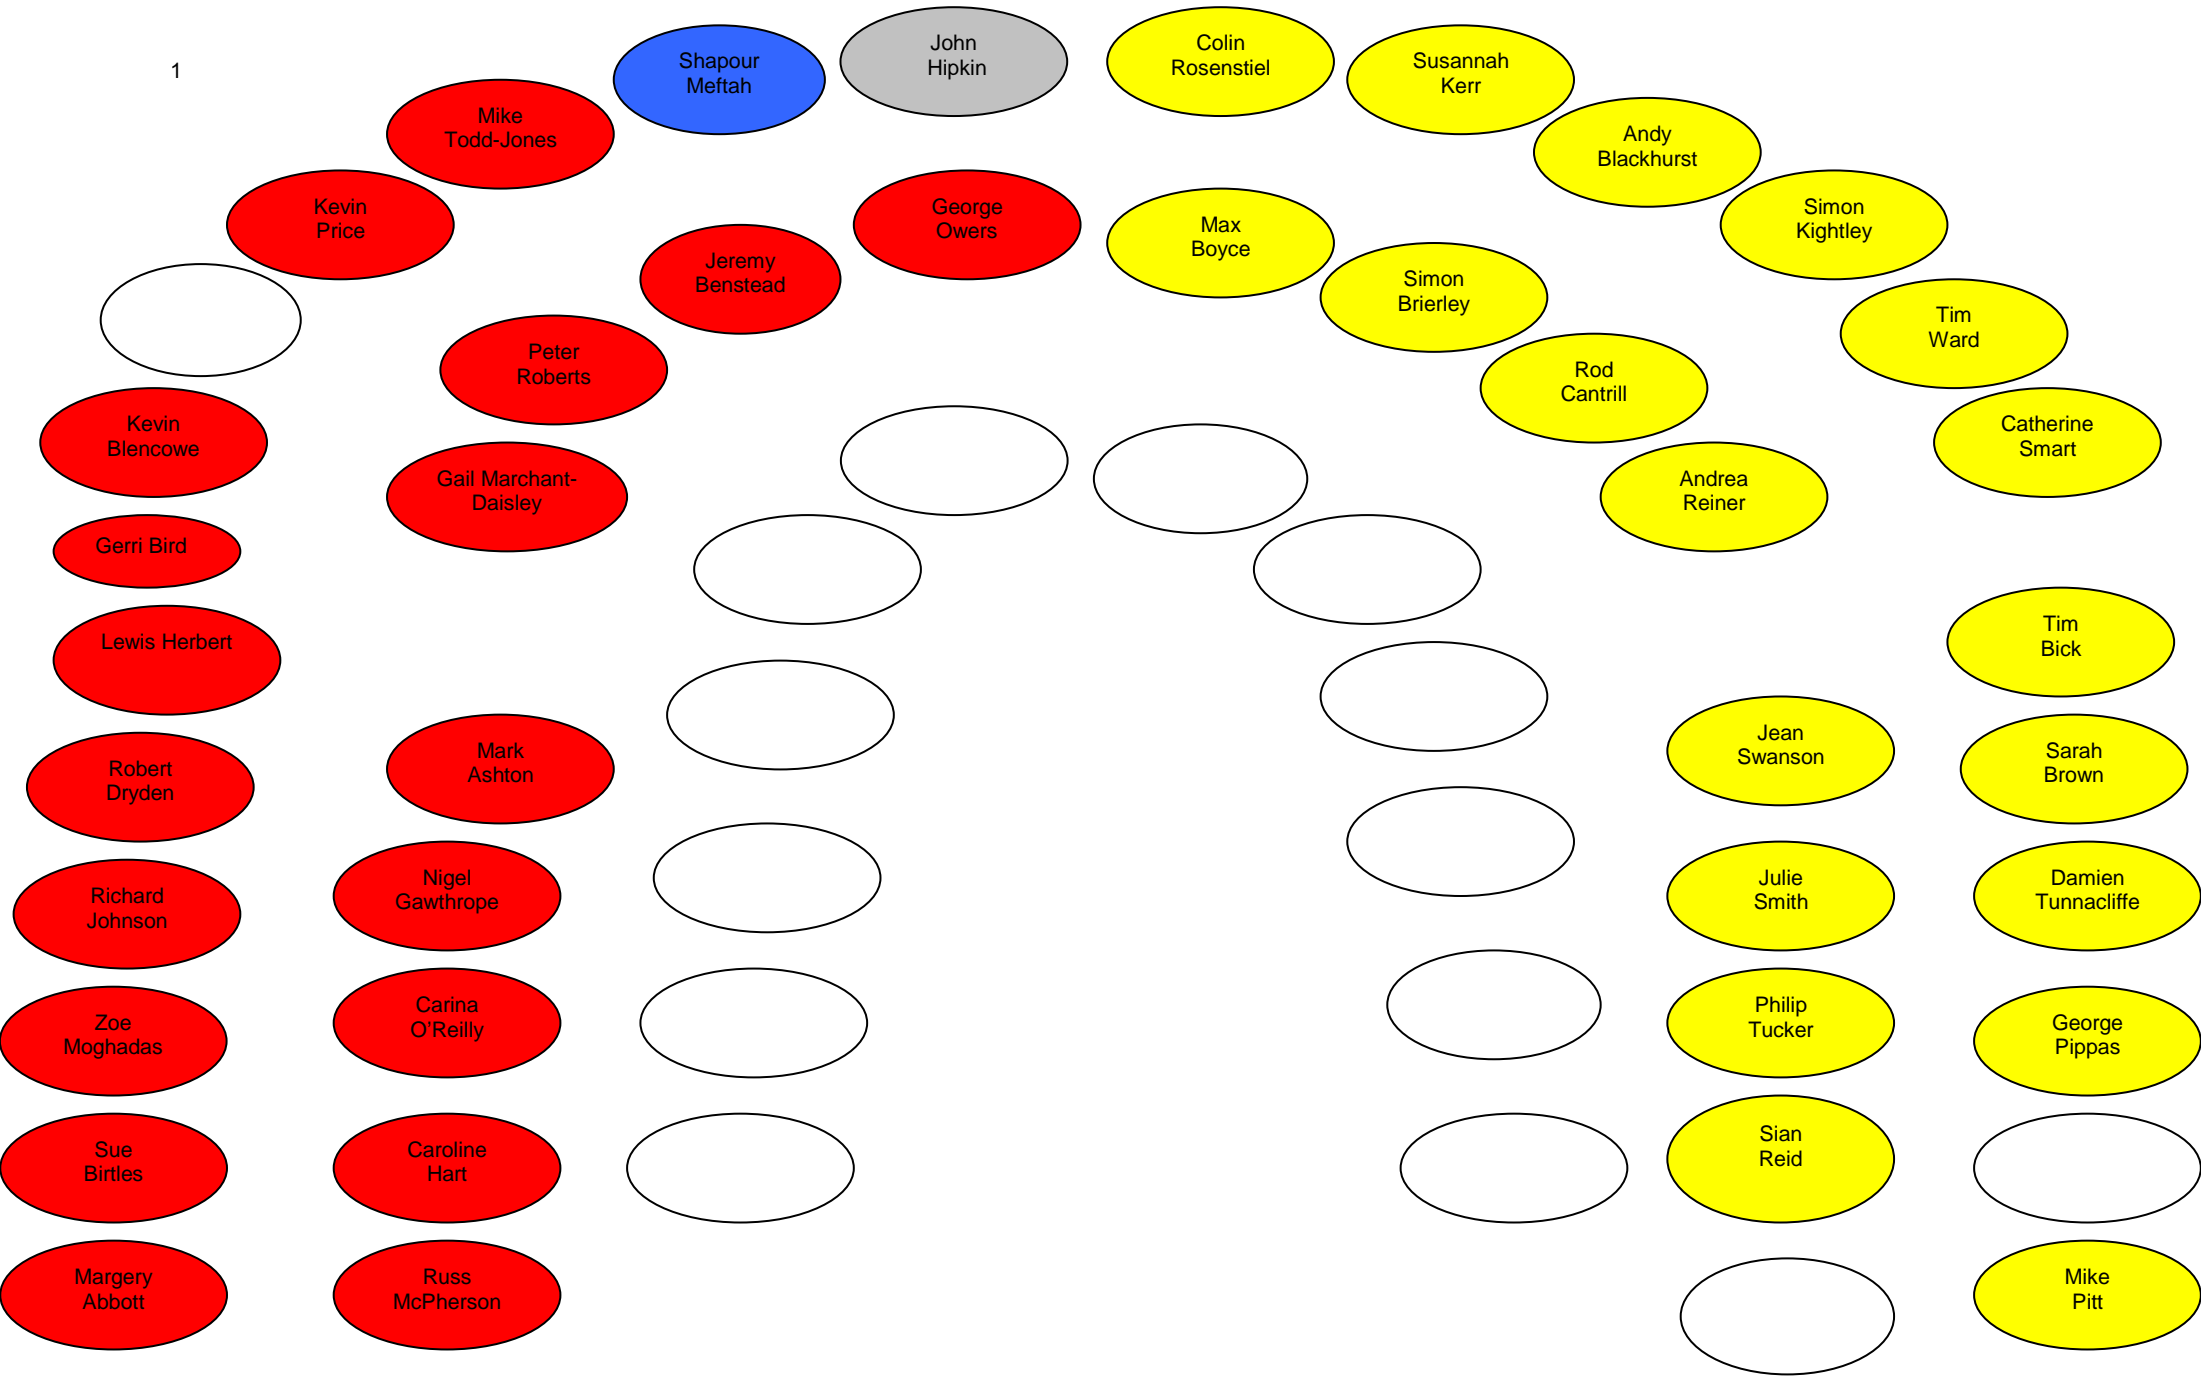 1
Shapour
Meftah
John
Hipkin
Colin
Rosenstiel
Susannah
Kerr
Mike
Todd-Jones
Andy
Blackhurst
Kevin
Price
George
Owers
Max
Boyce
Simon
Kightley
Jeremy
Benstead
Simon
Brierley
Tim
Ward
Peter
Roberts
Rod
Cantrill
Kevin
Blencowe
Catherine
Smart
Gail Marchant-
Daisley
Andrea
Reiner
Gerri Bird
Lewis Herbert
Tim
Bick
Robert
Dryden
Mark
Ashton
Jean
Swanson
Sarah
Brown
Richard
Johnson
Nigel
Gawthrope
Julie
Smith
Damien
Tunnacliffe
Zoe
Moghadas
Carina
O'Reilly
Philip
Tucker
George
Pippas
Sue
Birtles
Caroline
Hart
Sian
Reid
Margery
Abbott
Russ
McPherson
Mike
Pitt